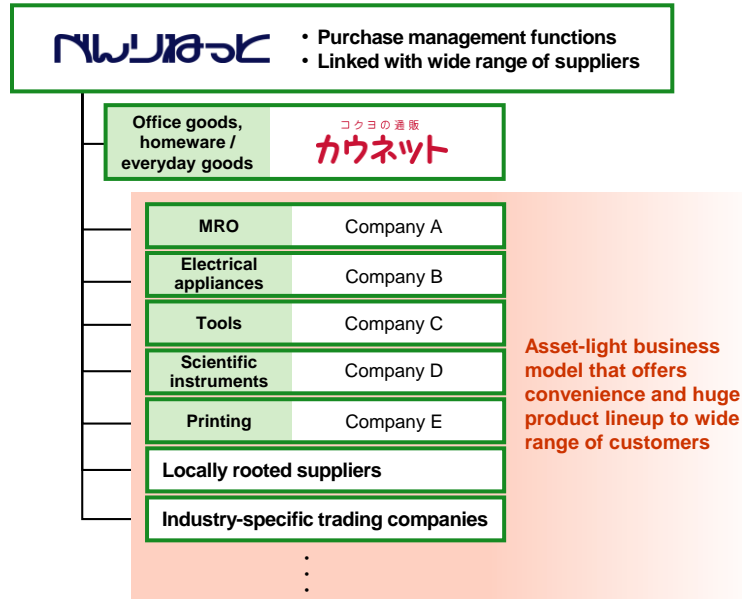 べんりねっと
• Purchase management functions
• Linked with wide range of suppliers
Office goods,
homeware /
everyday goods
コクヨの通販
カウネット
MRO
Company A
Electrical
appliances
Company B
Tools
Company C
Scientific
instruments
Company D
Printing
Company E
Locally rooted suppliers
Industry-specific trading companies
Asset-light business
model that offers
convenience and huge
product lineup to wide
range of customers